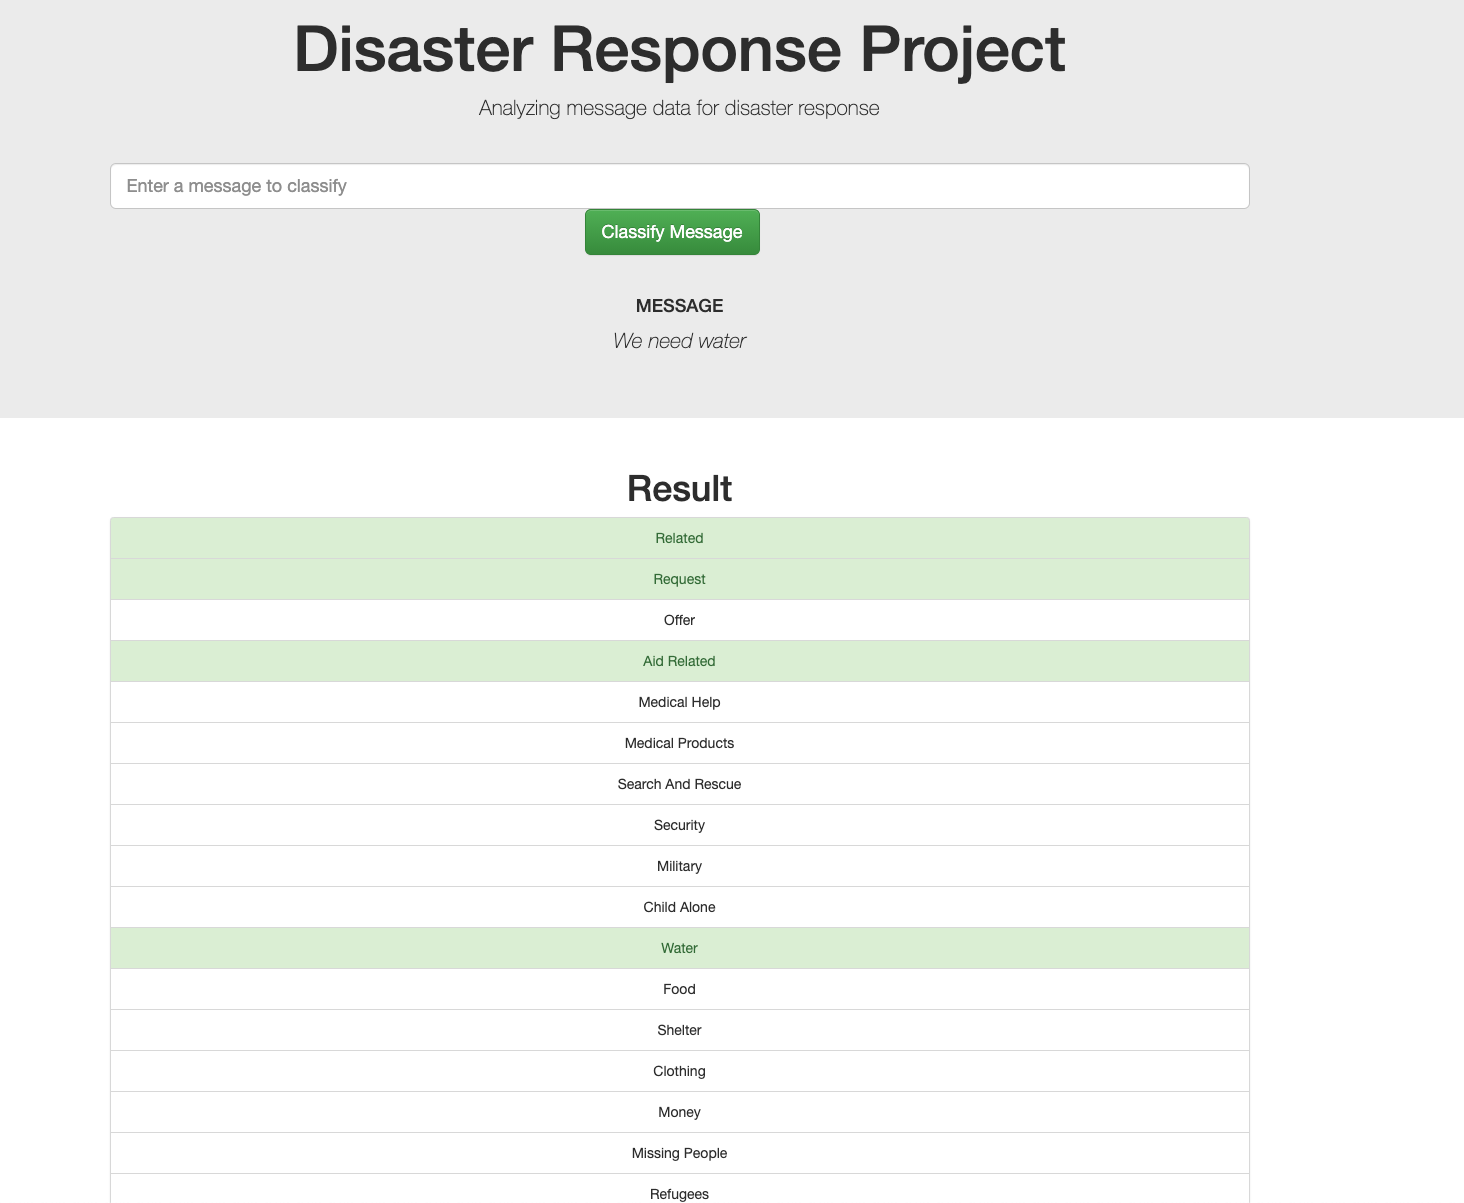 Disaster Response Project
Analyzing message data for disaster response
Enter a message to classify
Classify Message
MESSAGE
We need water
Result
Related
Request
Offer
Aid Related
Medical Help
Medical Products
Search And Rescue
Security
Military
Child Alone
Water
Food
Shelter
Clothing
Money
Missing People
Refugees